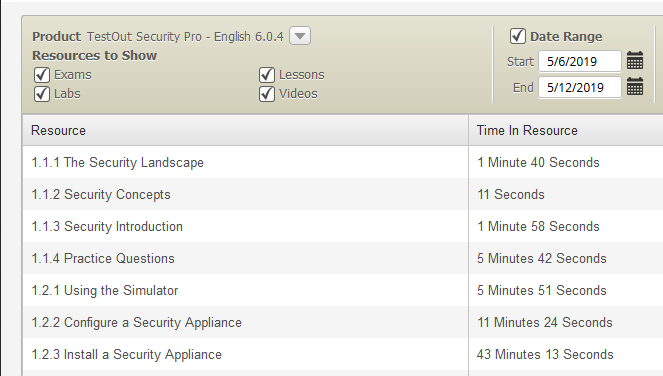 Product TestOut Security Pro - English 6.0.4
Resources to Show
Exams
Lessons
Labs
Videos
Date Range
Start 5/6/2019
End 5/12/2019
Resource Time In Resource
1.1.1 The Security Landscape 1 Minute 40 Seconds
1.1.2 Security Concepts 11 Seconds
1.1.3 Security Introduction 1 Minute 58 Seconds
1.1.4 Practice Questions 5 Minutes 42 Seconds
1.2.1 Using the Simulator 5 Minutes 51 Seconds
1.2.2 Configure a Security Appliance 11 Minutes 24 Seconds
1.2.3 Install a Security Appliance 43 Minutes 13 Seconds